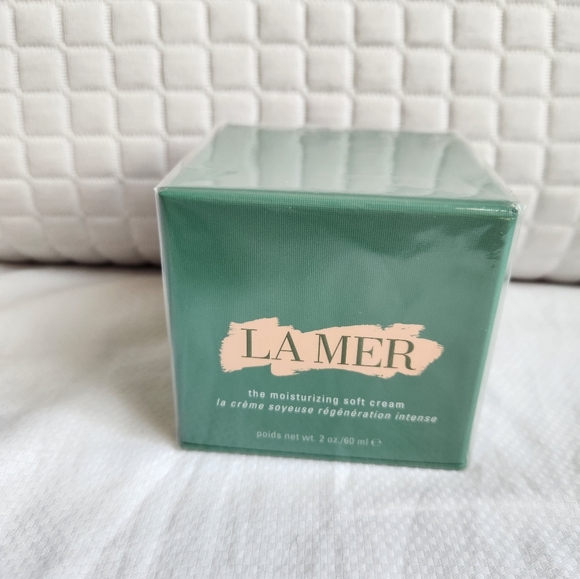 LA MER
the moisturizing soft cream
la crème soyeuse régénération intense
poids net wt. 2 oz./60 ml ℮